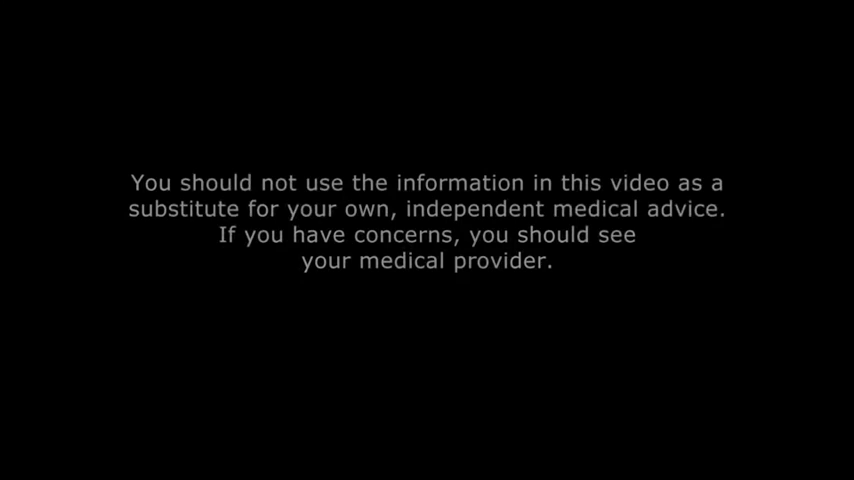 You should not use the information in this video as a
substitute for your own, independent medical advice.
If you have concerns, you should see
your medical provider.